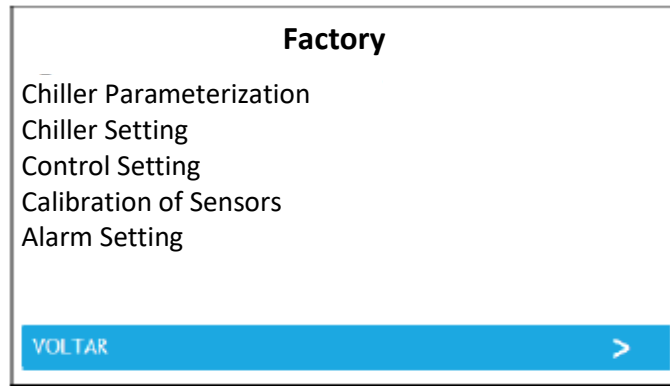 Factory
Chiller Parameterization
Chiller Setting
Control Setting
Calibration of Sensors
Alarm Setting
VOLTAR >